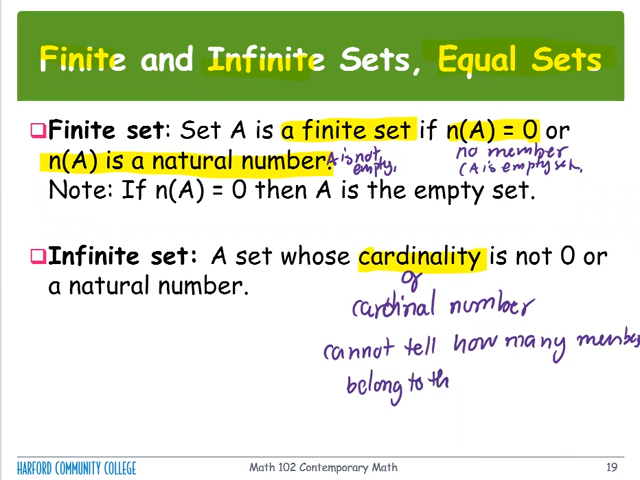 Finite and Infinite Sets, Equal Sets
Finite set: Set A is a finite set if n(A) = 0 or
n(A) is a natural number.
A is not
empty.
no member
(A is empty set.
Note: If n(A) = 0 then A is the empty set.
Infinite set: A set whose cardinality is not 0 or
a natural number.
or
cardinal number
cannot tell how many member
belong to th
HARFORD COMMUNITY COLLEGE
Math 102 Contemporary Math
19